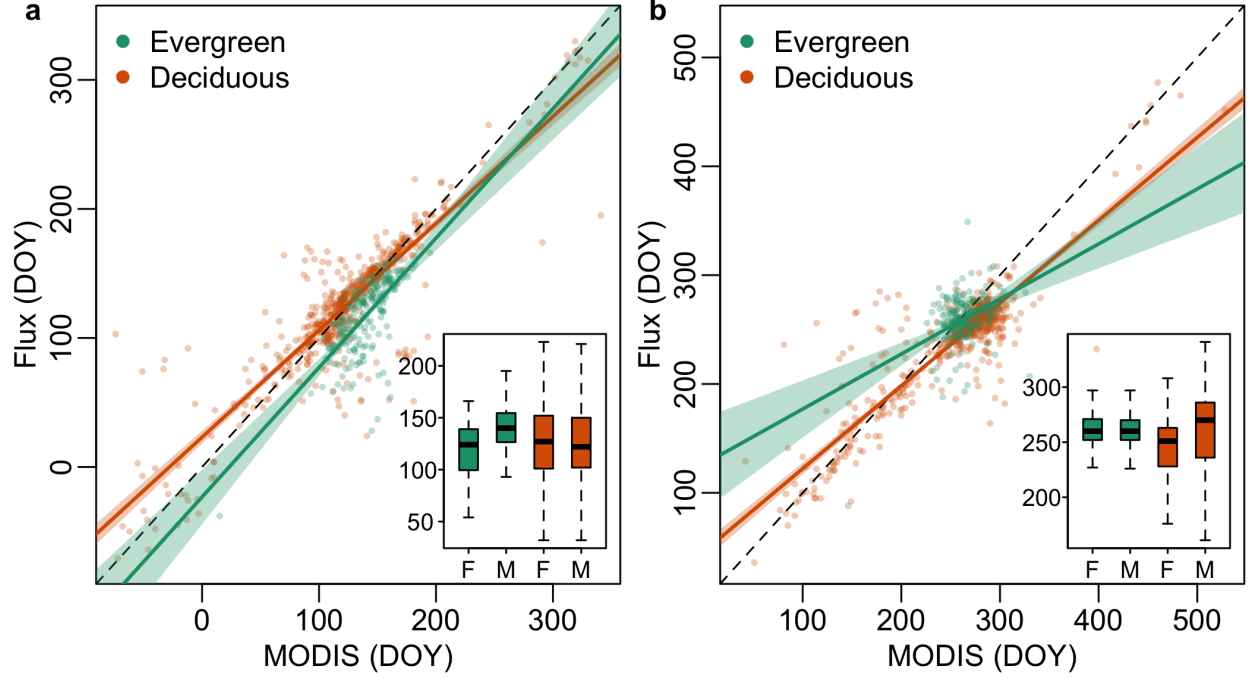 a
Evergreen
Deciduous
Flux (DOY)
300
200
100
0
0 100 200 300
MODIS (DOY)
200
150
100
50
F M F M
b
Evergreen
Deciduous
Flux (DOY)
500
400
300
200
100
100 200 300 400 500
MODIS (DOY)
300
250
200
F M F M